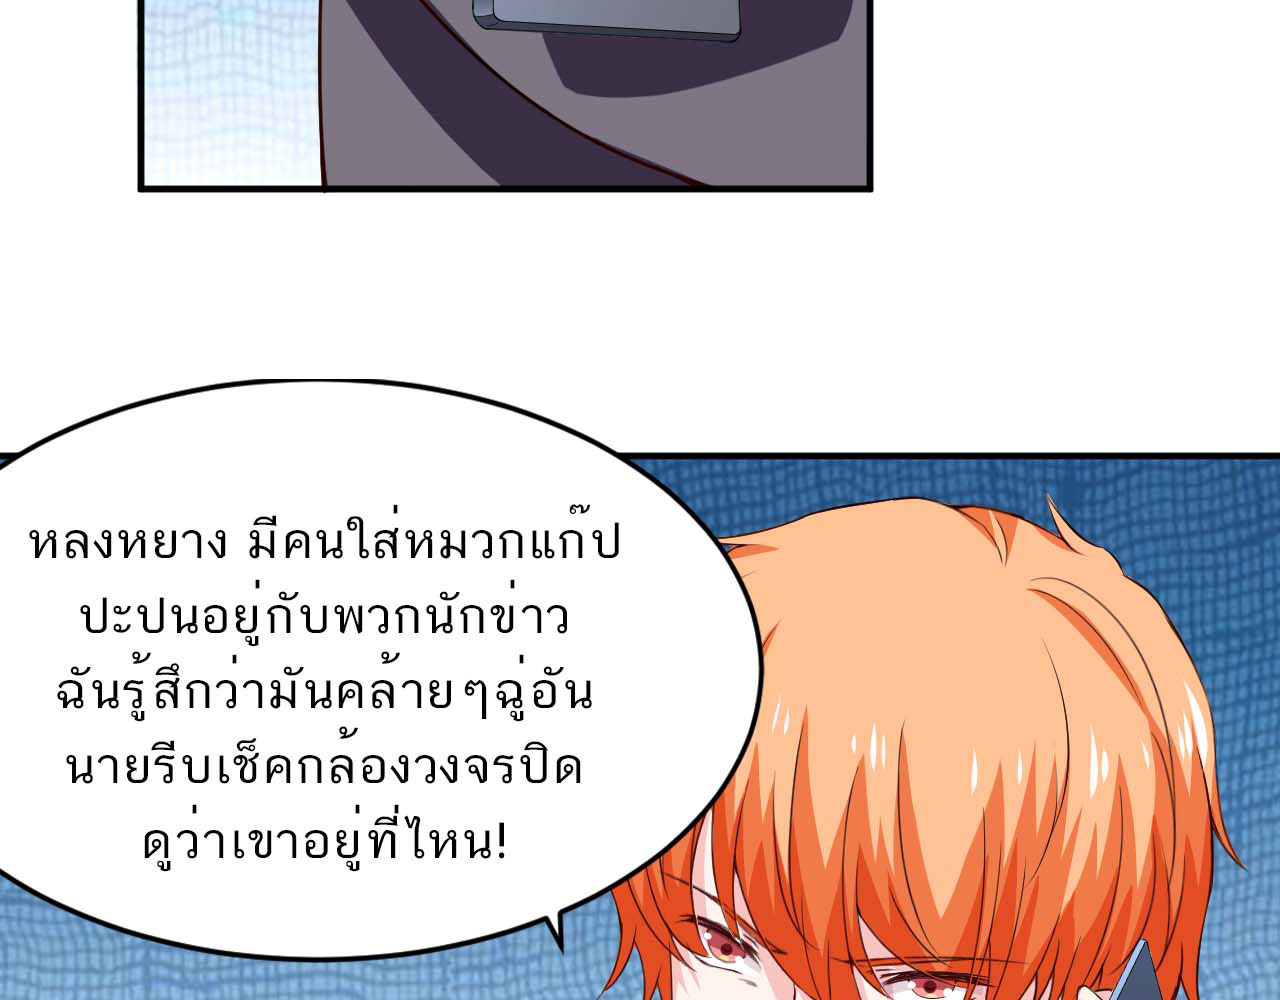 หลงหยาง มีคนใส่หมวกแก๊ป
ปะปนอยู่กับพวกนักข่าว
ฉันรู้สึกว่ามันคล้ายๆฉู่อัน
นายรีบเช็คกล้องวงจรปิด
ดูว่าเขาอยู่ที่ไหน!